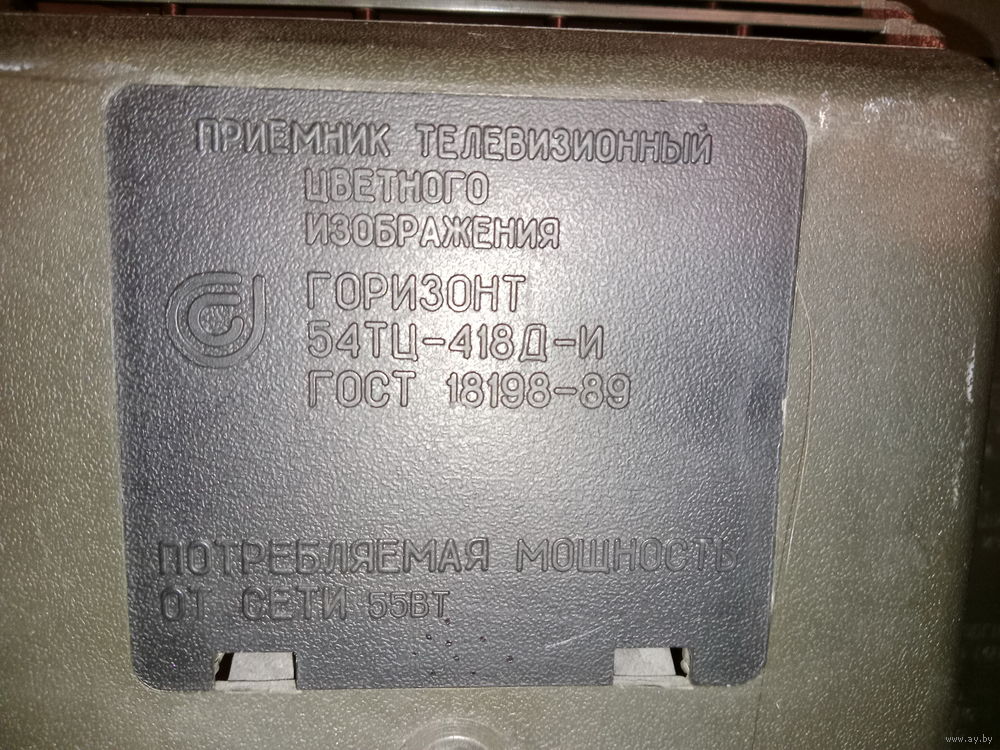 ПРИЕМНИК ТЕЛЕВИЗИОННЫЙ
ЦВЕТНОГО
ИЗОБРАЖЕНИЯ
ГОРИЗОНТ
54ТЦ-418Д-И
ГОСТ 18198-89
ПОТРЕБЛЯЕМАЯ МОЩНОСТЬ
ОТ СЕТИ 55ВТ
www.ay.by